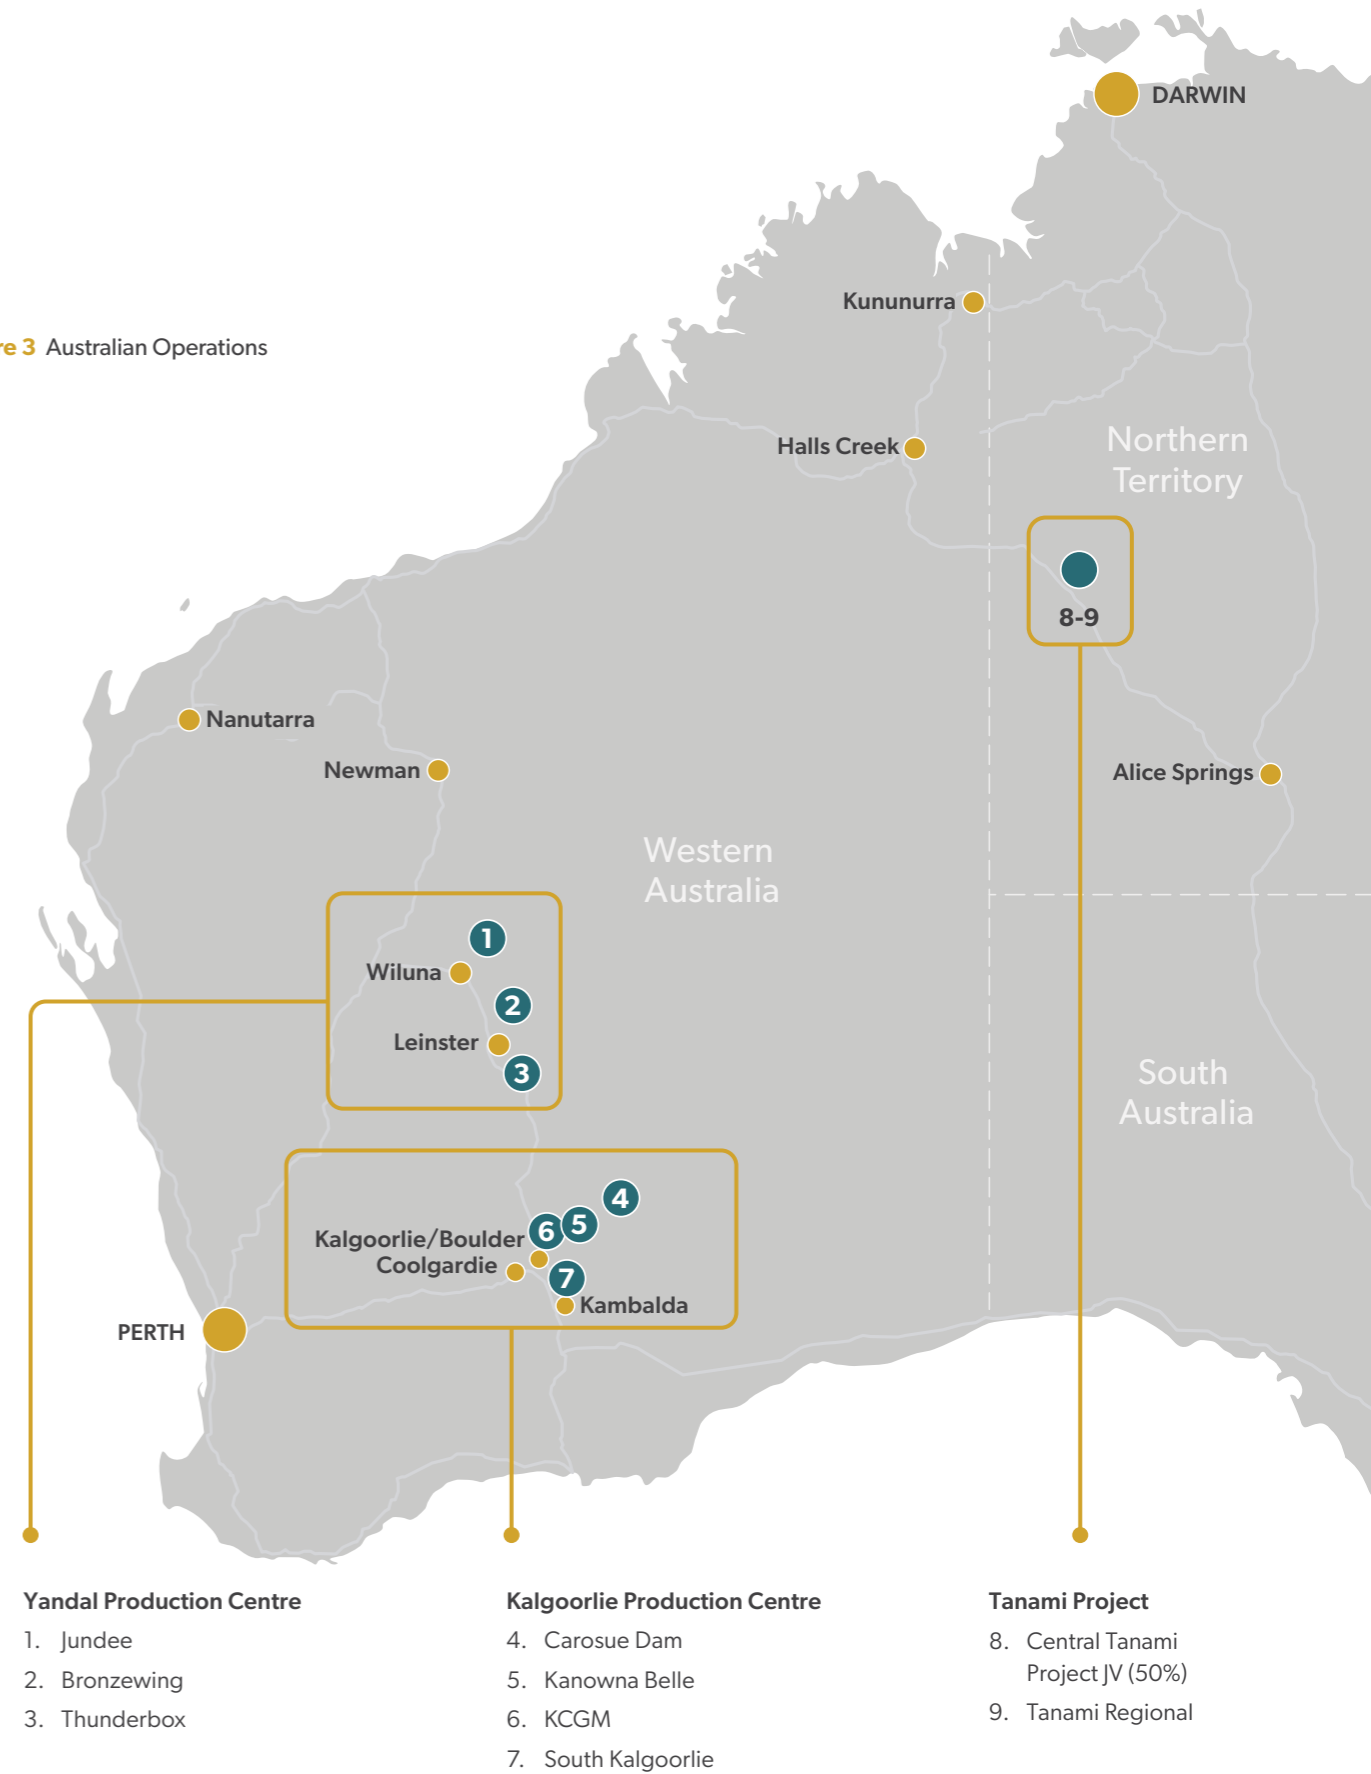 DARWIN
Kununurra
re 3 Australian Operations
Halls Creek
Northern
Territory
8-9
Nanutarra
Newman
Alice Springs
Western
Australia
1
Wiluna
2
Leinster
3
South
Australia
4
5
6
Kalgoorlie/Boulder
Coolgardie
7
Kambalda
PERTH
Yandal Production Centre
1. Jundee
2. Bronzewing
3. Thunderbox
Kalgoorlie Production Centre
4. Carosue Dam
5. Kanowna Belle
6. KCGM
7. South Kalgoorlie
Tanami Project
8. Central Tanami
Project JV (50%)
9. Tanami Regional